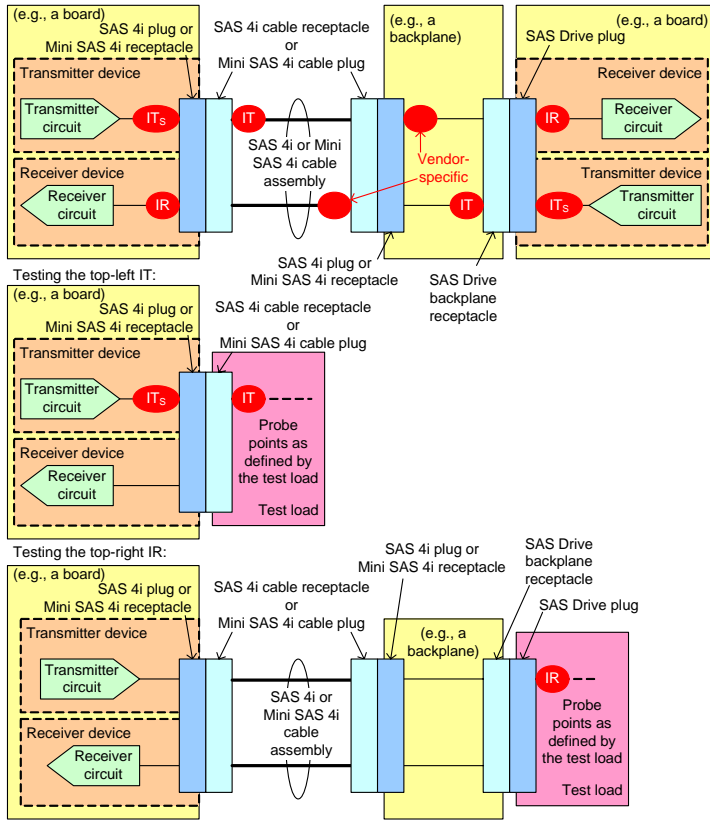 (e.g., a board)
SAS 4i plug or
Mini SAS 4i receptacle
SAS 4i cable receptacle
or
Mini SAS 4i cable plug
(e.g., a
backplane)
SAS Drive plug
(e.g., a board)
Transmitter device
Transmitter
circuit
ITS
IT
Receiver device
Receiver
circuit
IR
SAS 4i or Mini
SAS 4i cable
assembly
Vendor-
specific
IT
Receiver device
IR
Receiver
circuit
Transmitter device
ITS
Transmitter
circuit
SAS 4i plug or
Mini SAS 4i receptacle
SAS Drive
backplane
receptacle
Testing the top-left IT:
(e.g., a board)
SAS 4i plug or
Mini SAS 4i receptacle
SAS 4i cable receptacle
or
Mini SAS 4i cable plug
Transmitter device
Transmitter
circuit
ITS
IT
Receiver device
Receiver
circuit
Probe
points as
defined by
the test load
Test load
Testing the top-right IR:
(e.g., a board)
SAS 4i plug or
Mini SAS 4i receptacle
SAS 4i cable receptacle
or
Mini SAS 4i cable plug
SAS 4i plug or
Mini SAS 4i receptacle
SAS Drive
backplane
receptacle
SAS Drive plug
Transmitter device
Transmitter
circuit
Receiver device
Receiver
circuit
SAS 4i or
Mini SAS 4i
cable
assembly
(e.g., a
backplane)
IR
Probe
points as
defined by
the test load
Test load